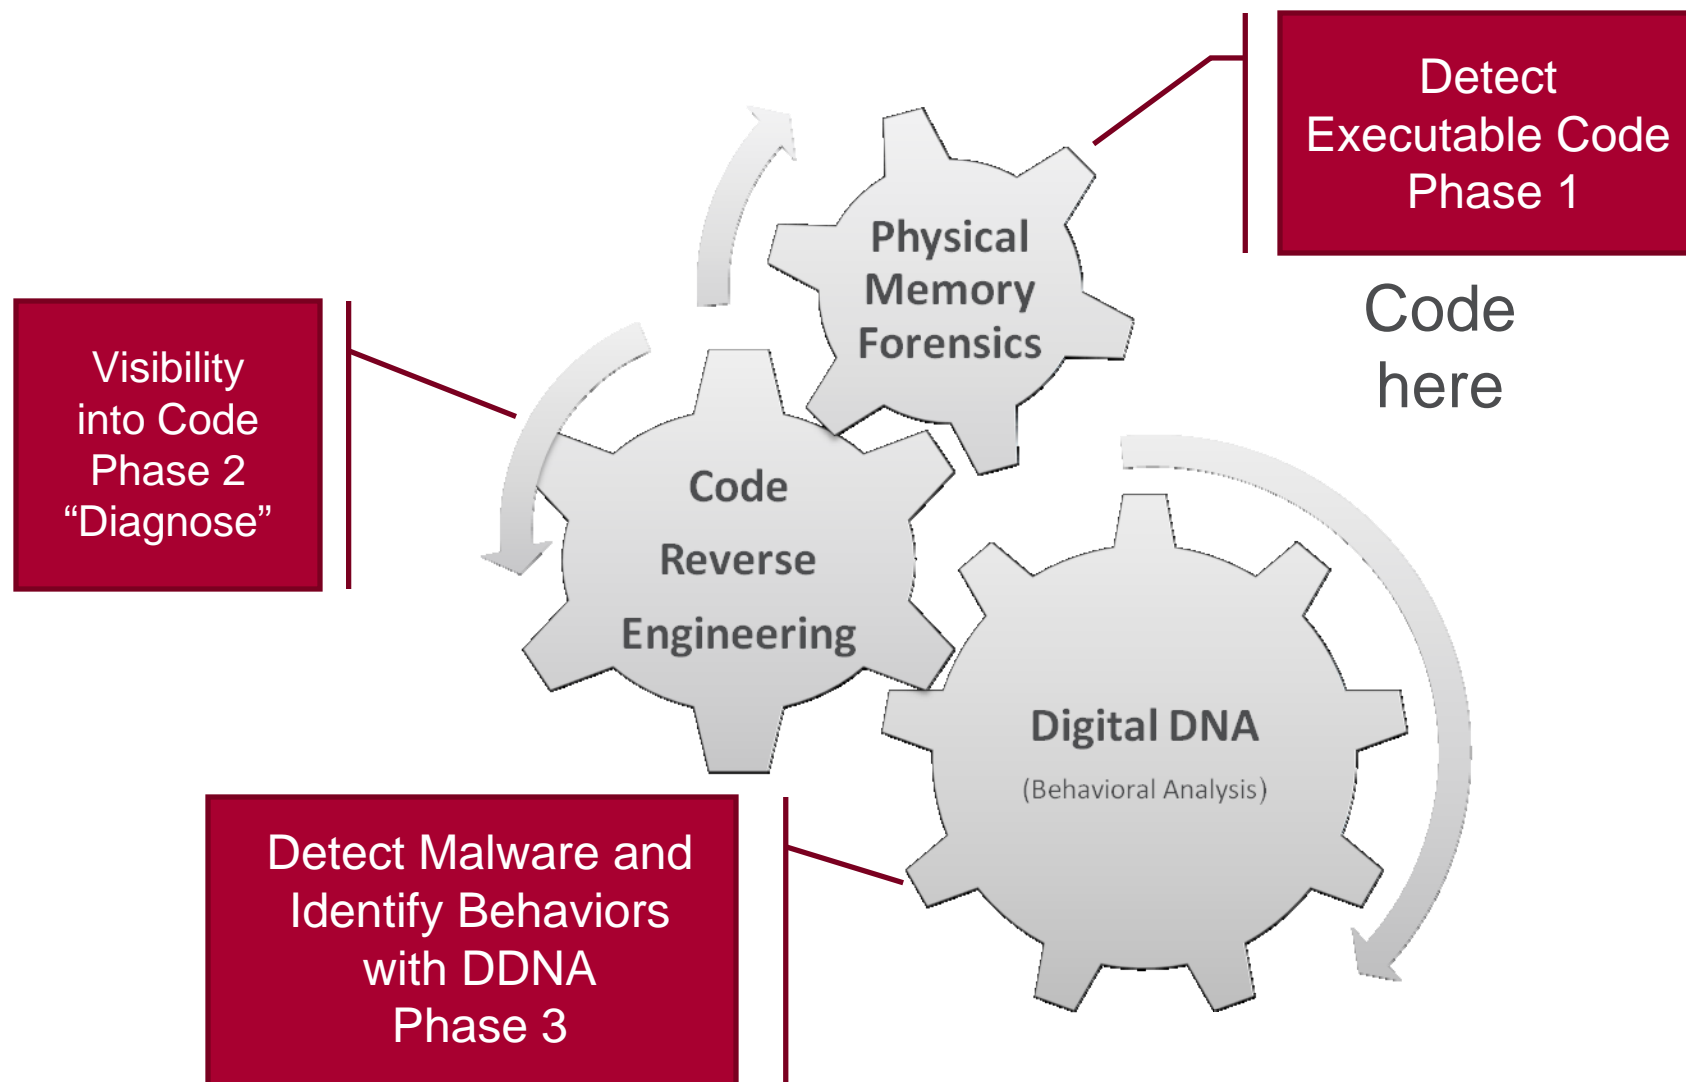 Detect
Executable Code
Phase 1
Physical
Memory
Forensics
Code
here
Visibility
into Code
Phase 2
“Diagnose”
Code
Reverse
Engineering
Digital DNA
(Behavioral Analysis)
Detect Malware and
Identify Behaviors
with DDNA
Phase 3